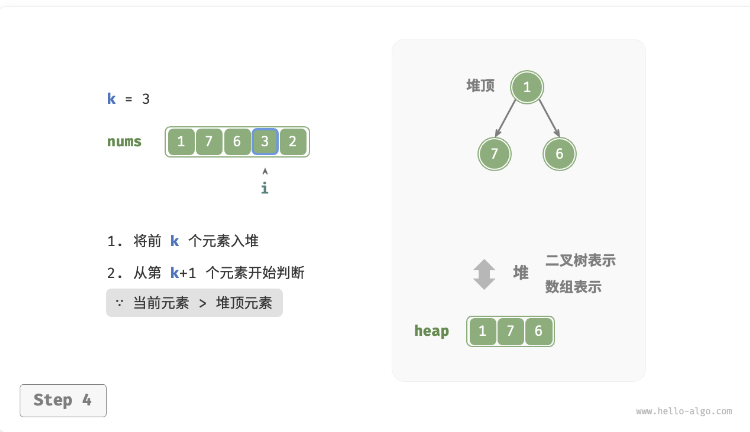 k = 3
nums 1 7 6 3 2
i
1. 将前 k 个元素入堆
2. 从第 k+1 个元素开始判断
∵ 当前元素 > 堆顶元素
Step 4
堆顶 1
7 6
堆 二叉树表示
数组表示
heap 1 7 6
www.hello-algo.com